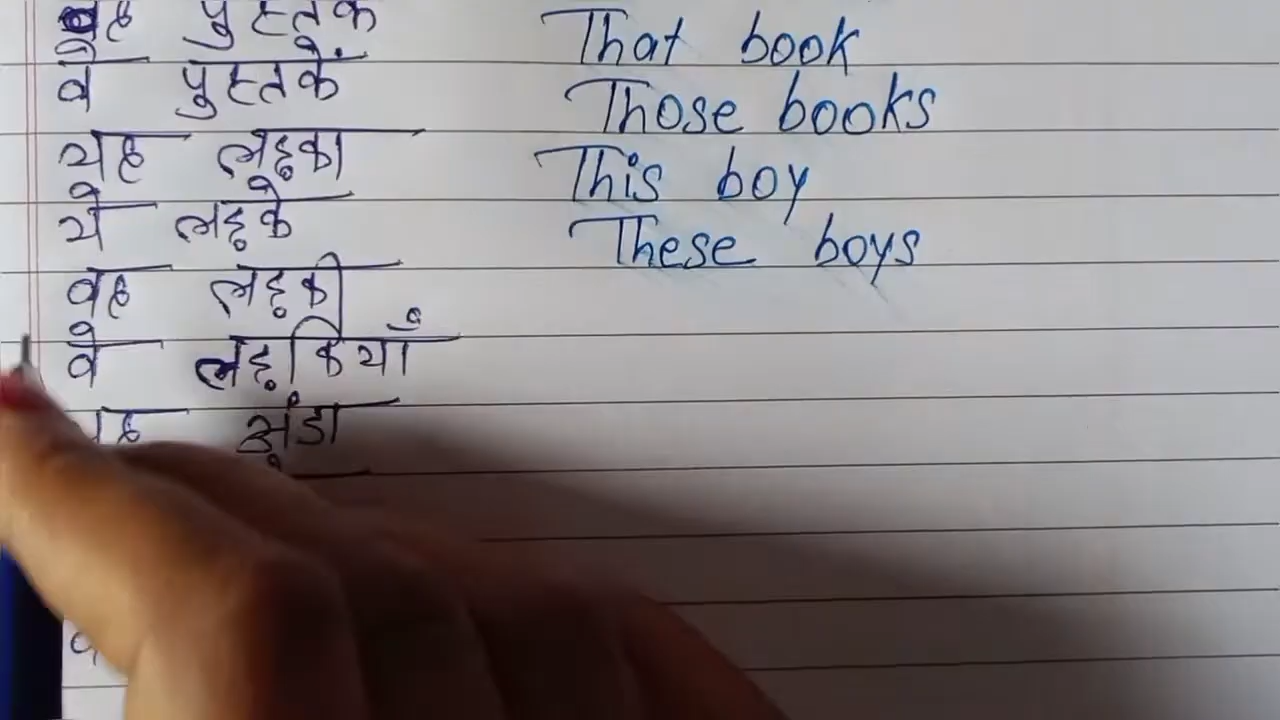 वह पुस्तक That book
वे पुस्तकें Those books
यह लड़का This boy
ये लड़के These boys
वह लड़की
वे लड़कियाँ
अंडा